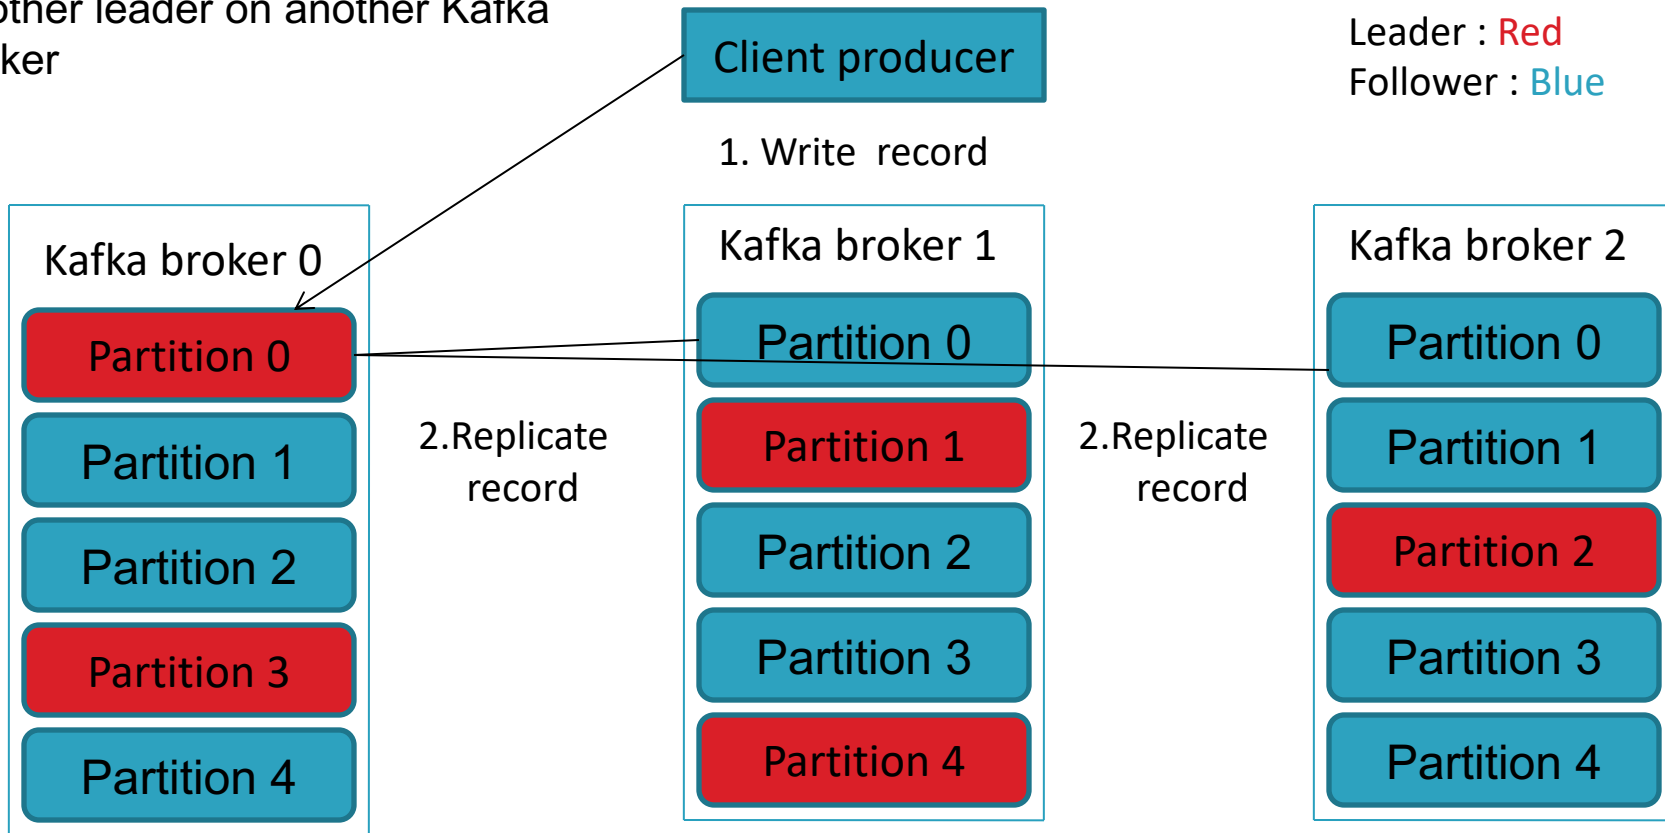 other leader on another Kafka
ker
Client producer
Leader : Red
Follower : Blue
1. Write record
Kafka broker 0
Partition 0
Partition 1
Partition 2
Partition 3
Partition 4
2.Replicate
record
Kafka broker 1
Partition 0
Partition 1
Partition 2
Partition 3
Partition 4
2.Replicate
record
Kafka broker 2
Partition 0
Partition 1
Partition 2
Partition 3
Partition 4